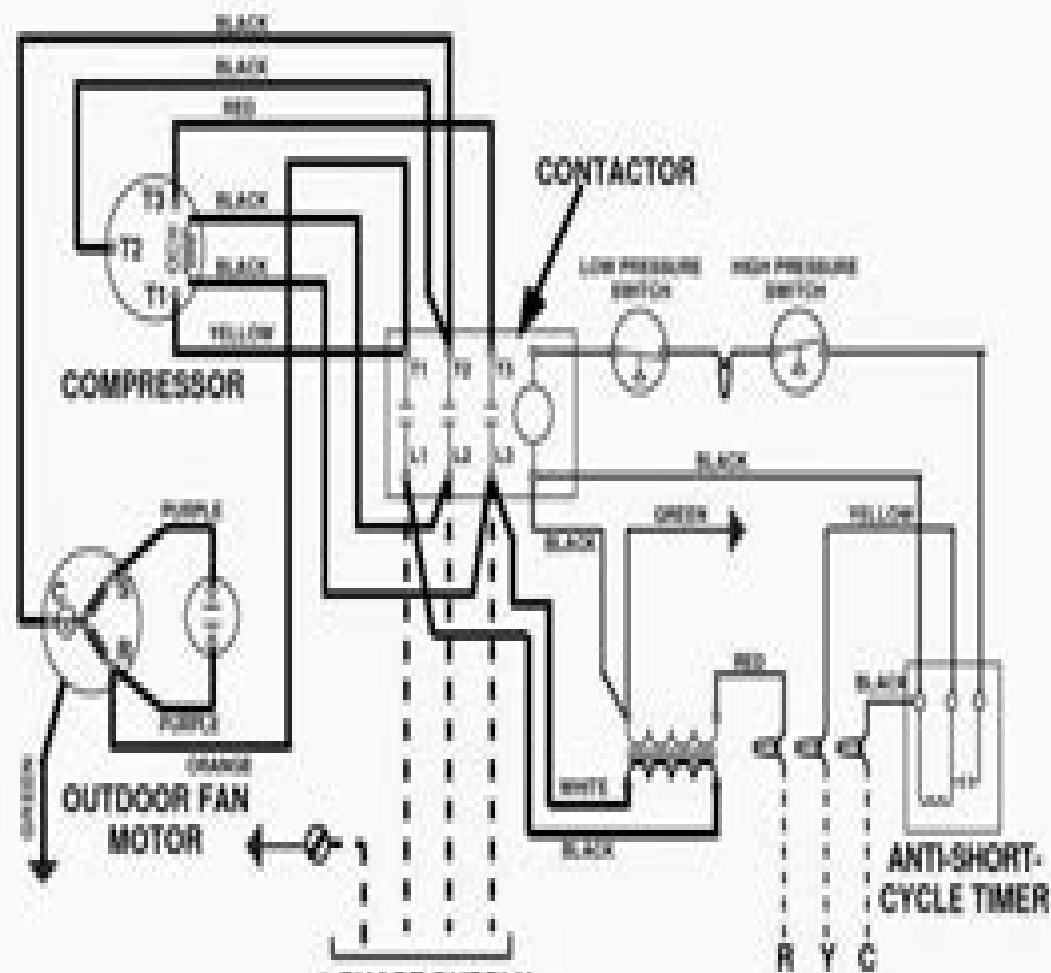 BLACK
BLACK
RED
CONTACTOR
T3
BLACK
T2
LOW PRESSURE
SWITCH
HIGH PRESSURE
SWITCH
BLACK
T1
YELLOW
COMPRESSOR
T1 T2 T3
L1 L2 L3
BLACK
PURPLE
GREEN
YELLOW
BLACK
C
S
R
RED
BLACK
PURPLE
ORANGE
WHITE
OUTDOOR FAN
MOTOR
BLACK
ANTI-SHORT-
CYCLE TIMER
R Y C